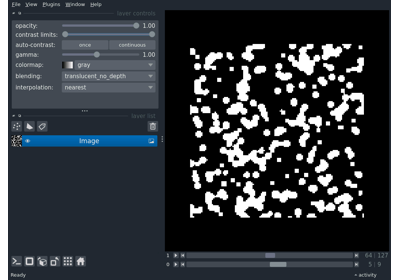 File View Plugins Window Help
layer controls
opacity: 1.00
contrast limits:
auto-contrast: once continuous
gamma: 1.00
colormap: gray
blending: translucent_no_depth
interpolation: nearest
layer list
Image
1 64 127
0 5 9
Ready activity